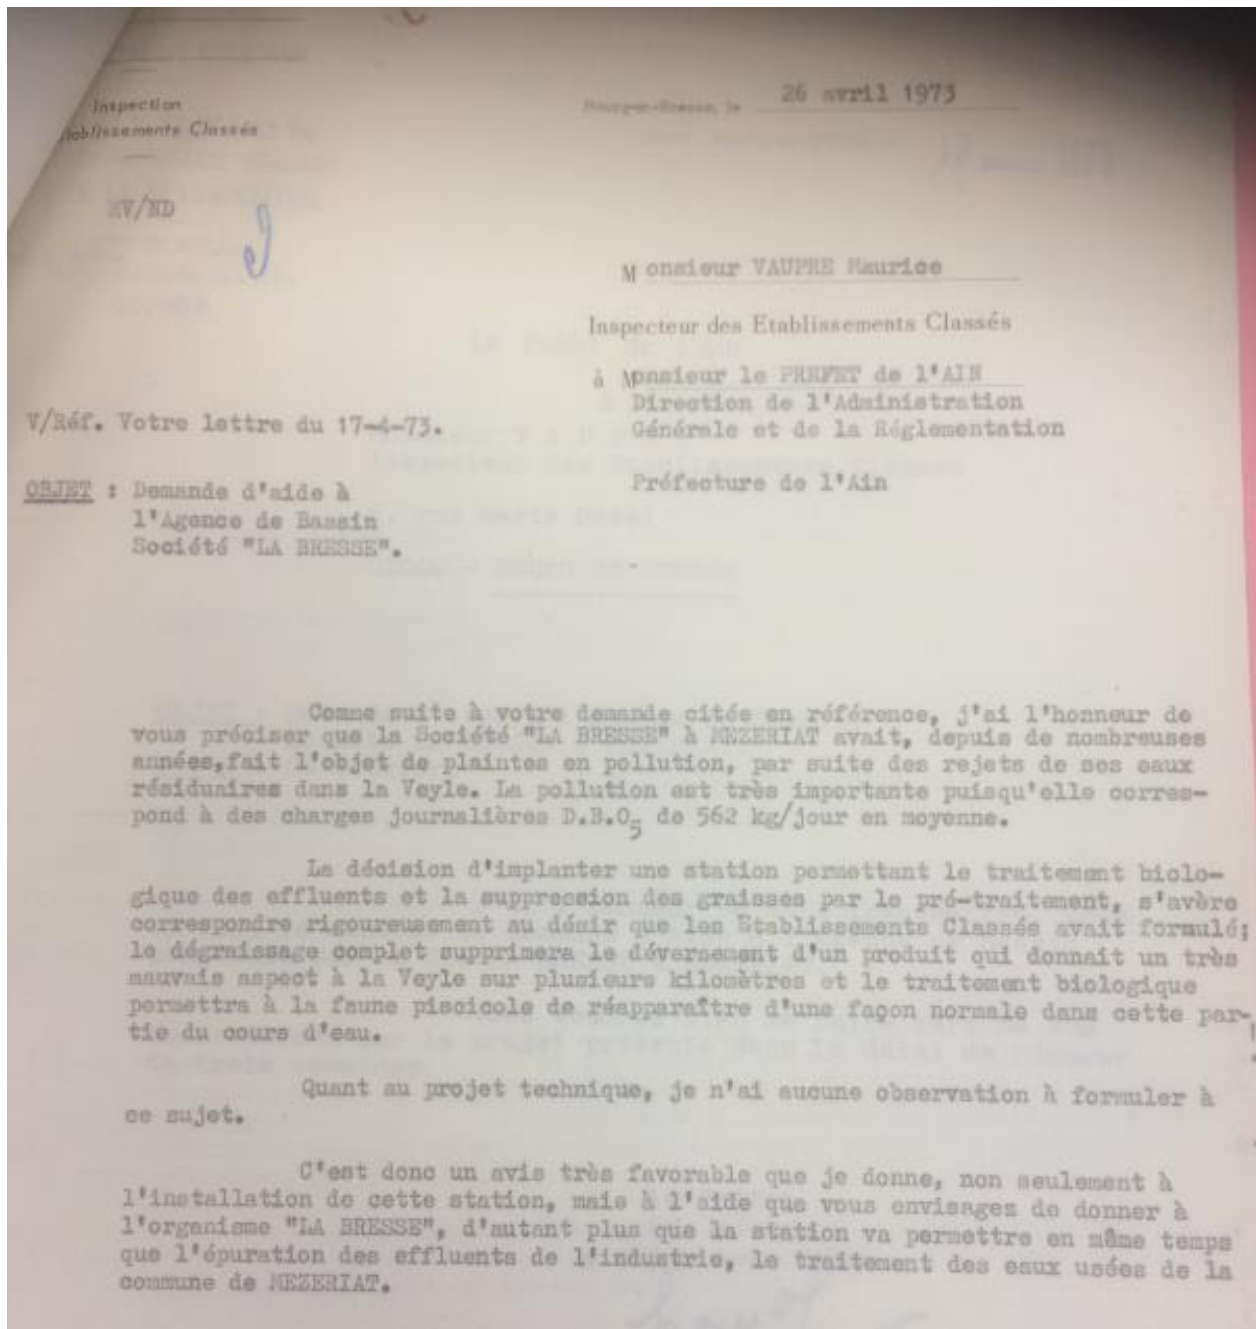 Inspection
Etablissements Classés
Bourg-en-Bresse, le 26 avril 1973
MV/ND
M onsieur VAUPRE Maurice
Inspecteur des Etablissements Classés
à Monsieur le PREFET de l'AIN
Direction de l'Administration
V/Réf. Votre lettre du 17-4-73.
Générale et de la Réglementation
Préfecture de l'Ain
OBJET : Demande d'aide à
l'Agence de Bassin
Société "LA BRESSE".
Comme suite à votre demande citée en référence, j'ai l'honneur de
vous préciser que la Société "LA BRESSE" à MEZERIAT avait, depuis de nombreuses
années,fait l'objet de plaintes en pollution, par suite des rejets de ses eaux
résiduaires dans la Veyle. La pollution est très importante puisqu'elle corres-
pond à des charges journalières D.B.O5 de 562 kg/jour en moyenne.
La décision d'implanter une station permettant le traitement biolo-
gique des effluents et la suppression des graisses par le pré-traitement, s'avère
correspondre rigoureusement au désir que les Etablissements Classés avait formulé;
le dégraissage complet supprimera le déversement d'un produit qui donnait un très
mauvais aspect à la Veyle sur plusieurs kilomètres et le traitement biologique
permettra à la faune piscicole de réapparaître d'une façon normale dans cette par-
tie du cours d'eau.
Quant au projet technique, je n'ai aucune observation à formuler à
ce sujet.
C'est donc un avis très favorable que je donne, non seulement à
l'installation de cette station, mais à l'aide que vous envisages de donner à
l'organisme "LA BRESSE", d'autant plus que la station va permettre en même temps
que l'épuration des effluents de l'industrie, le traitement des eaux usées de la
commune de MEZERIAT.